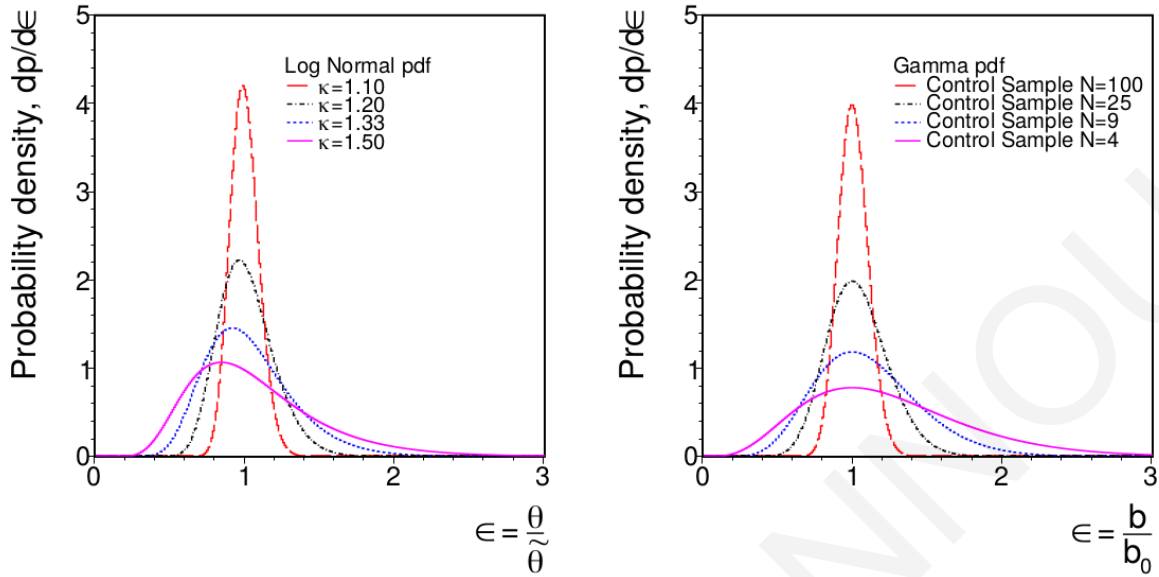 Probability density, dp/dϵ
5
4
3
2
1
0
Log Normal pdf
κ=1.10
κ=1.20
κ=1.33
κ=1.50
0 1 2 3
ϵ = θ/θ̃
Probability density, dp/dϵ
5
4
3
2
1
0
Gamma pdf
Control Sample N=100
Control Sample N=25
Control Sample N=9
Control Sample N=4
0 1 2 3
ϵ = b/b₀